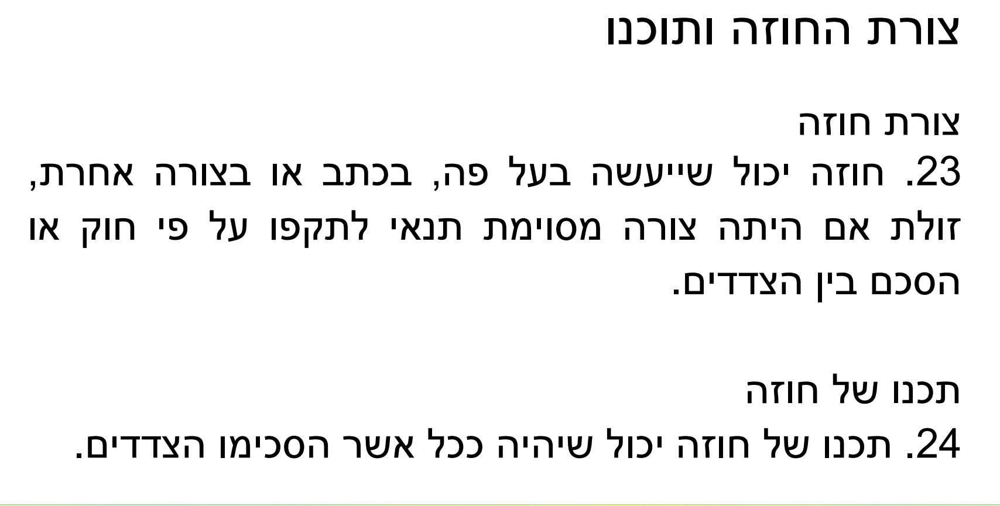 צורת החוזה ותוכנו
צורת חוזה
23. חוזה יכול שייעשה בעל פה, בכתב או בצורה אחרת,
זולת אם היתה צורה מסוימת תנאי לתקפו על פי חוק או
הסכם בין הצדדים.
תכנו של חוזה
24. תכנו של חוזה יכול שיהיה ככל אשר הסכימו הצדדים.